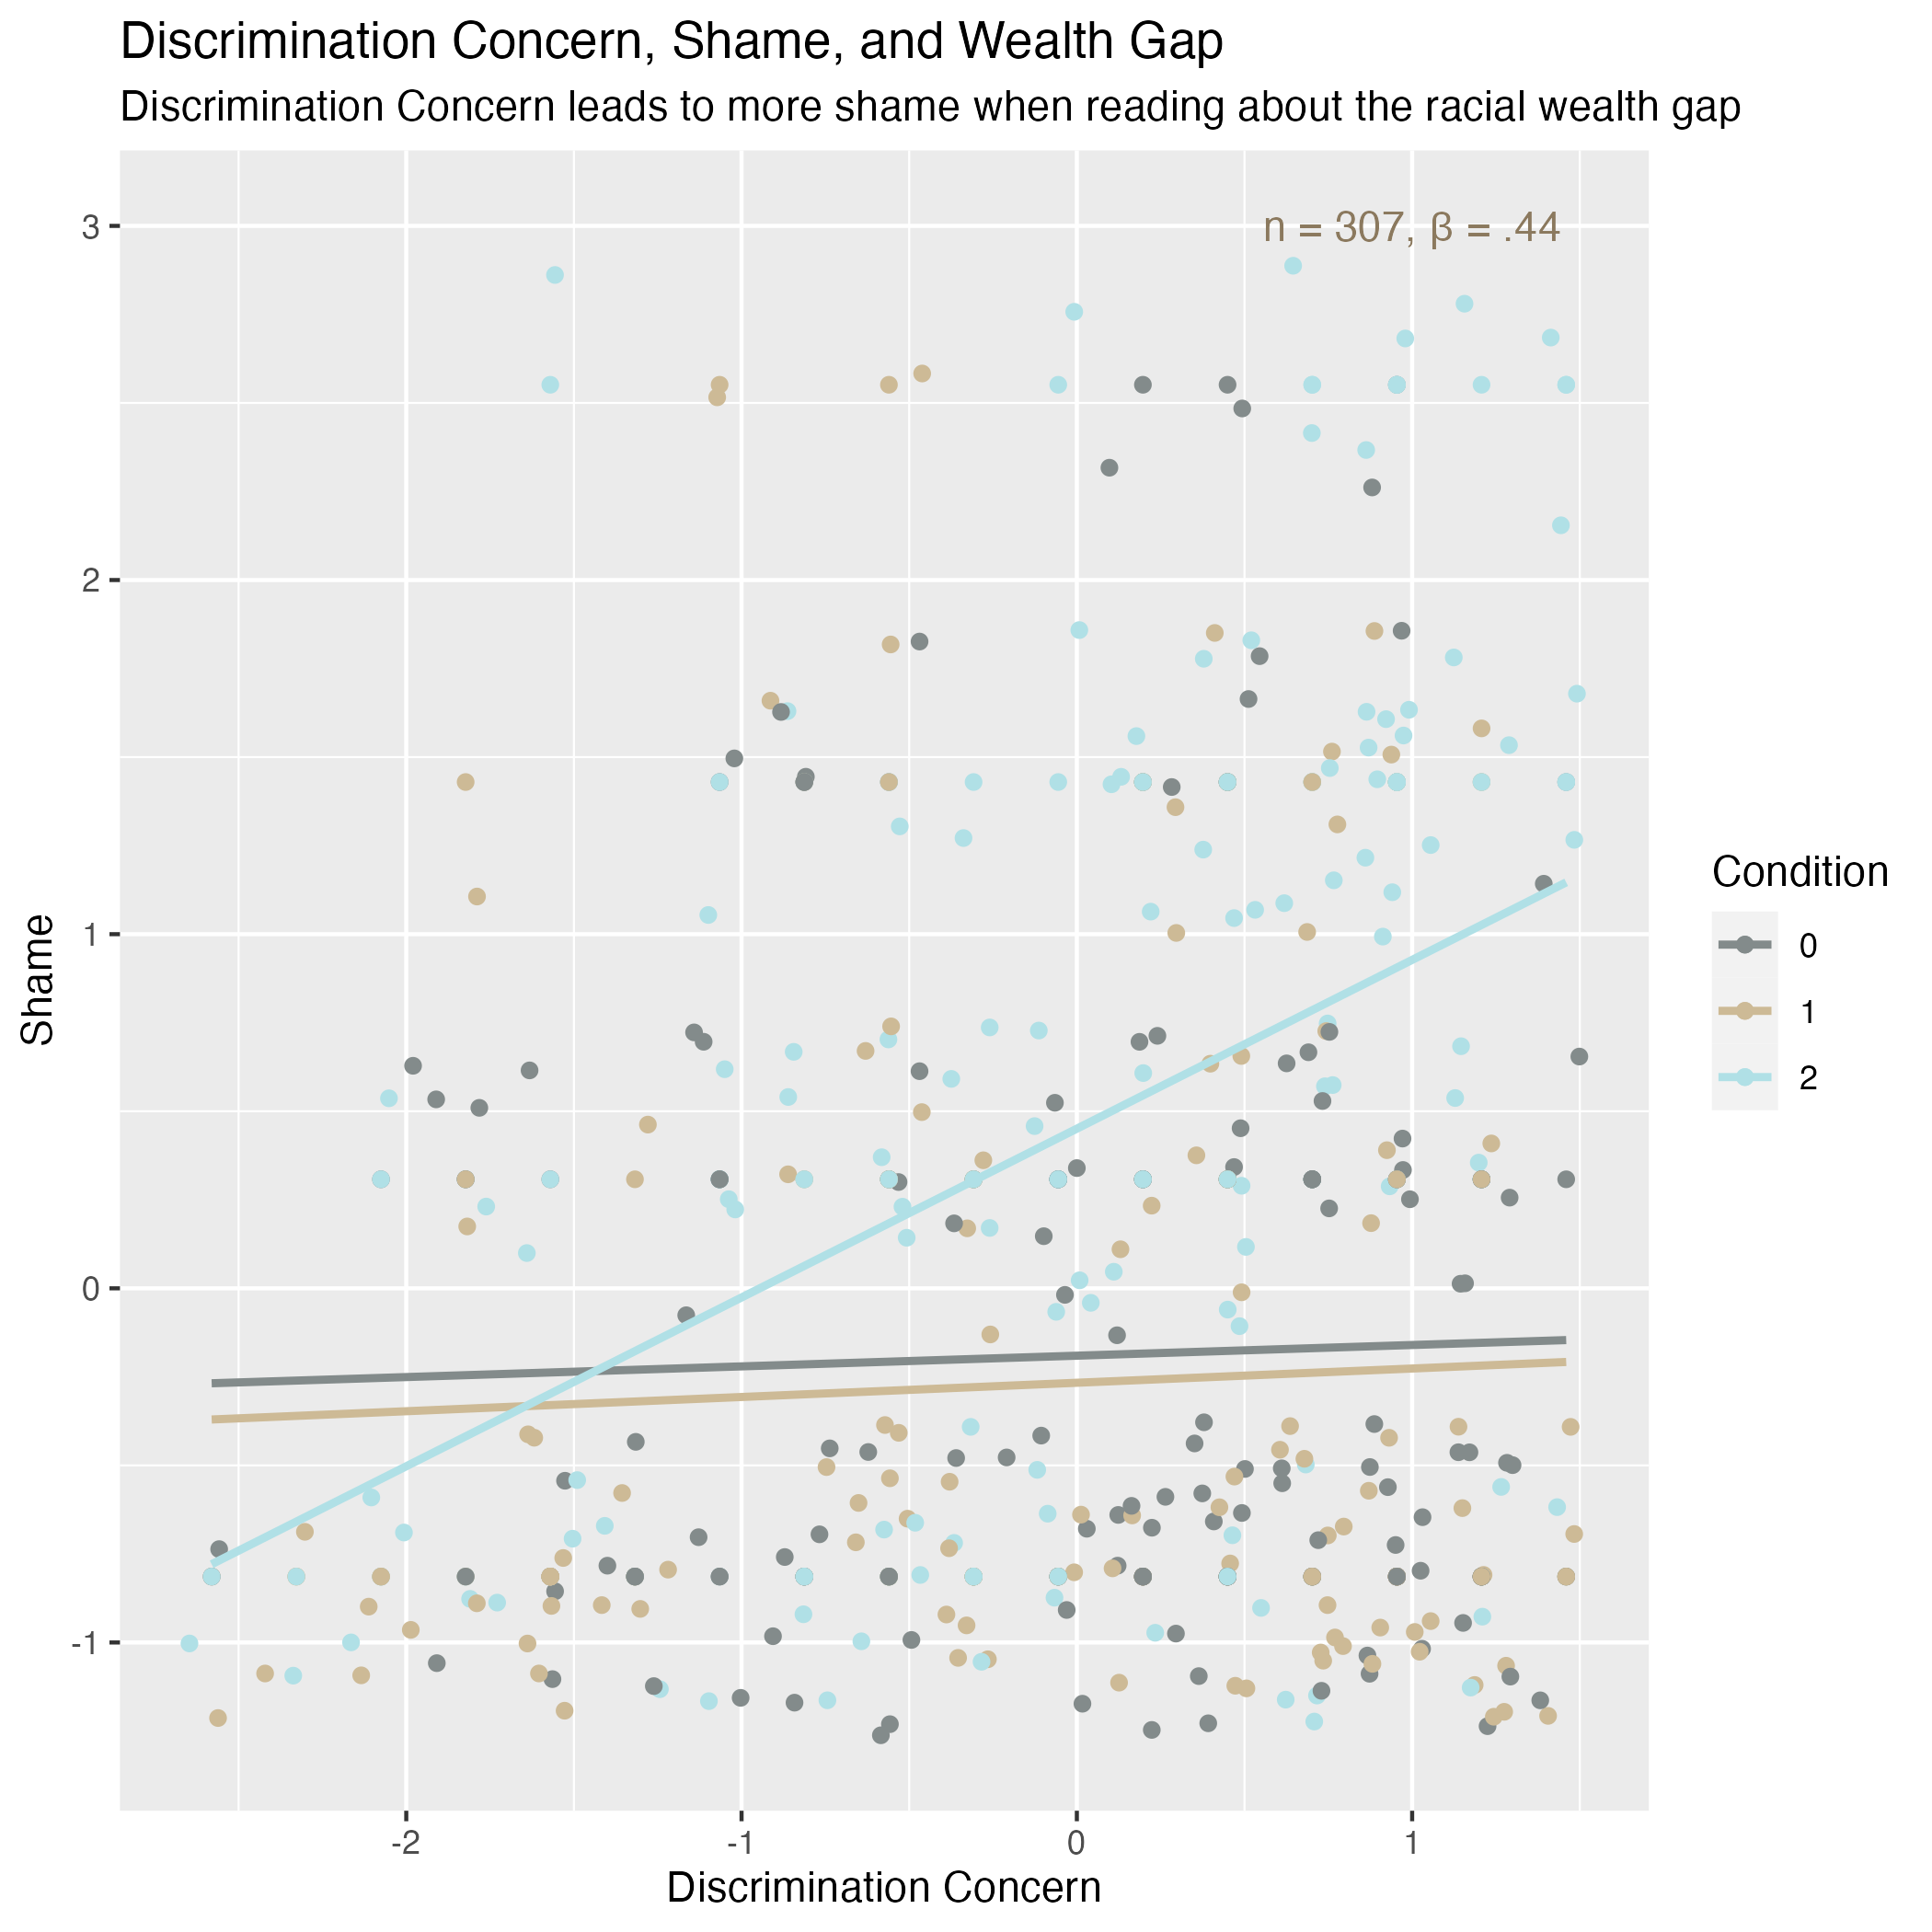 Discrimination Concern, Shame, and Wealth Gap
Discrimination Concern leads to more shame when reading about the racial wealth gap
n = 307, β = .44
3
2
1
0
-1
Shame
-2
-1
0
1
Discrimination Concern
Condition
0
1
2